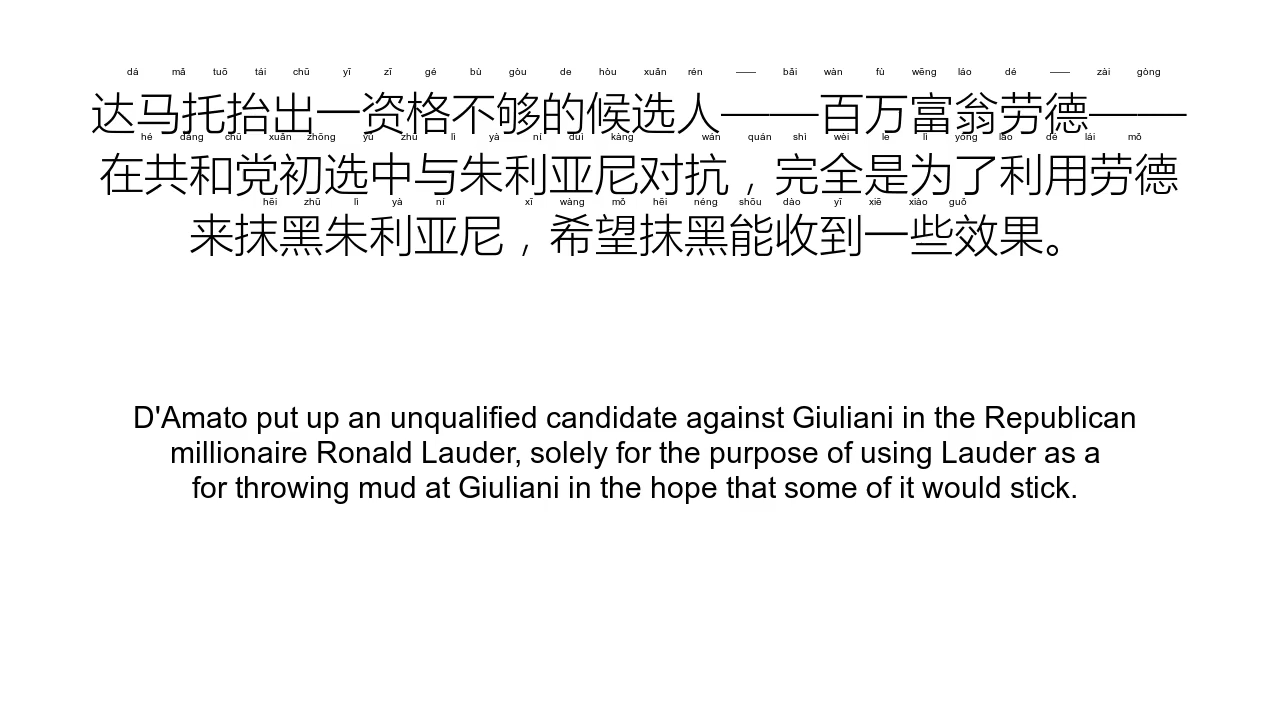 dá mǎ tuō tái chū yī zī gé bù gòu de hòu xuǎn rén —— bǎi wàn fù wēng láo dé —— zài gòng
达马托抬出一资格不够的候选人——百万富翁劳德——
hé dǎng chū xuǎn zhōng yǔ zhū lì yà ní duì kàng wán quán shì wèi le lì yòng láo dé lái mǒ
在共和党初选中与朱利亚尼对抗，完全是为了利用劳德
hēi zhū lì yà ní xī wàng mǒ hēi néng shōu dào yī xiē xiào guǒ
来抹黑朱利亚尼，希望抹黑能收到一些效果。
D'Amato put up an unqualified candidate against Giuliani in the Republican
millionaire Ronald Lauder, solely for the purpose of using Lauder as a
for throwing mud at Giuliani in the hope that some of it would stick.